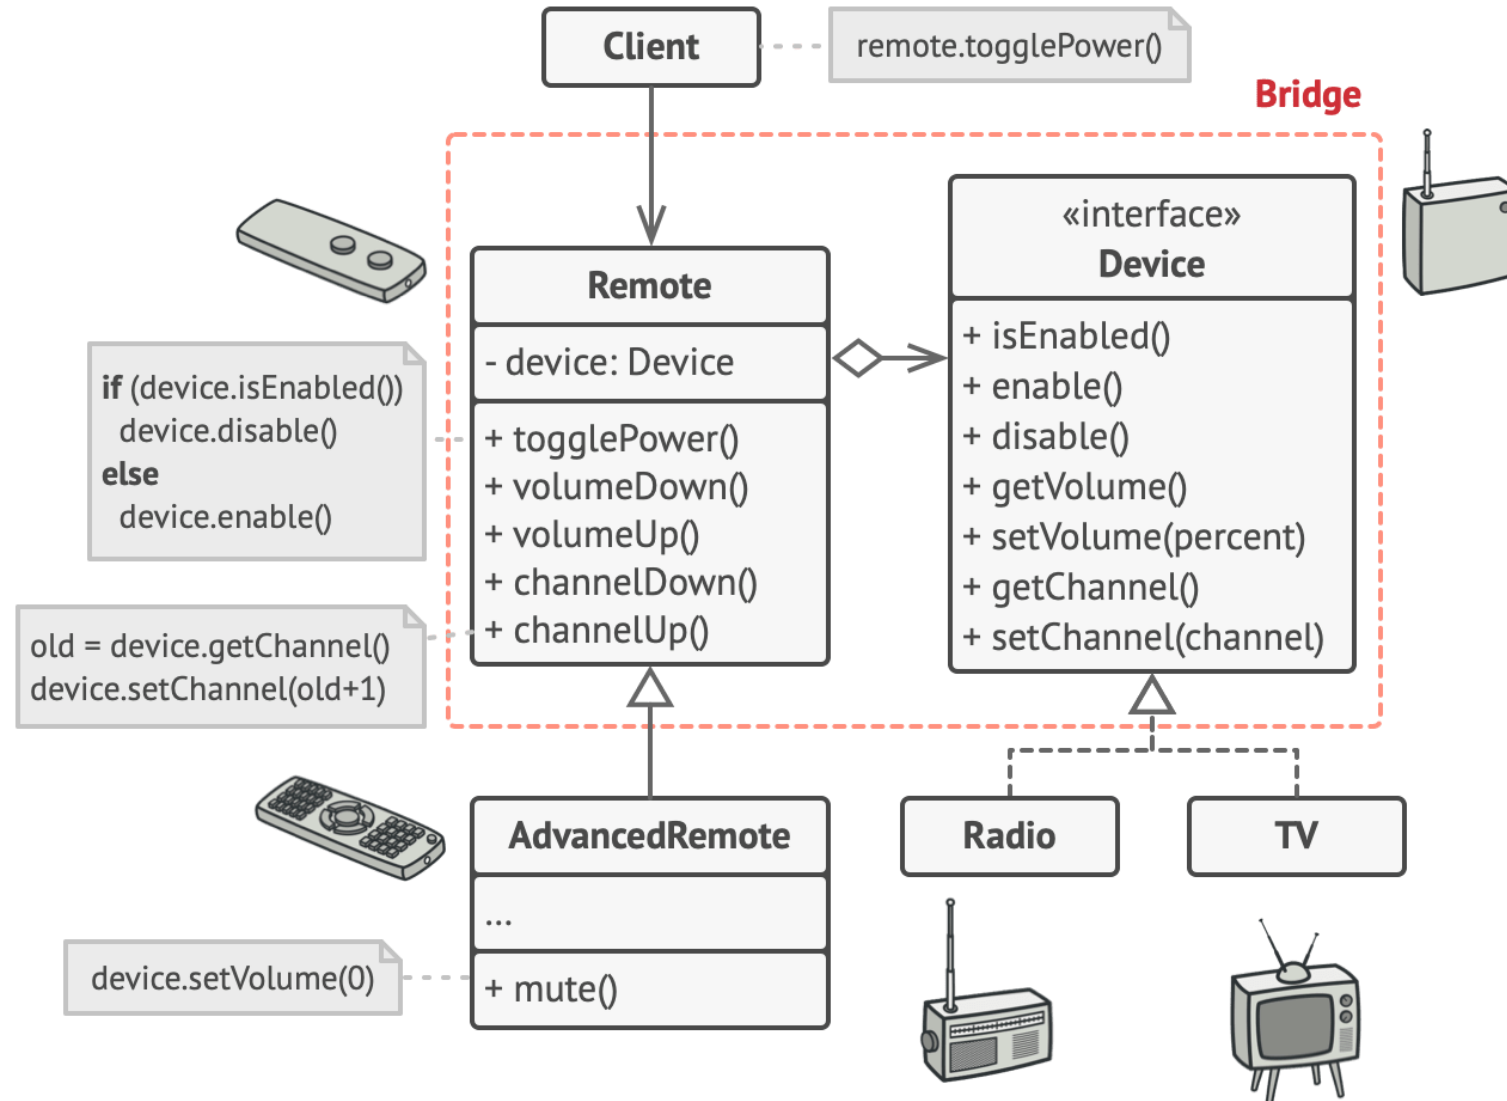 Client
remote.togglePower()
Bridge
«interface»
Device
+ isEnabled()
+ enable()
+ disable()
+ getVolume()
+ setVolume(percent)
+ getChannel()
+ setChannel(channel)
Remote
- device: Device
+ togglePower()
+ volumeDown()
+ volumeUp()
+ channelDown()
+ channelUp()
if (device.isEnabled())
device.disable()
else
device.enable()
old = device.getChannel()
device.setChannel(old+1)
AdvancedRemote
...
+ mute()
device.setVolume(0)
Radio
TV